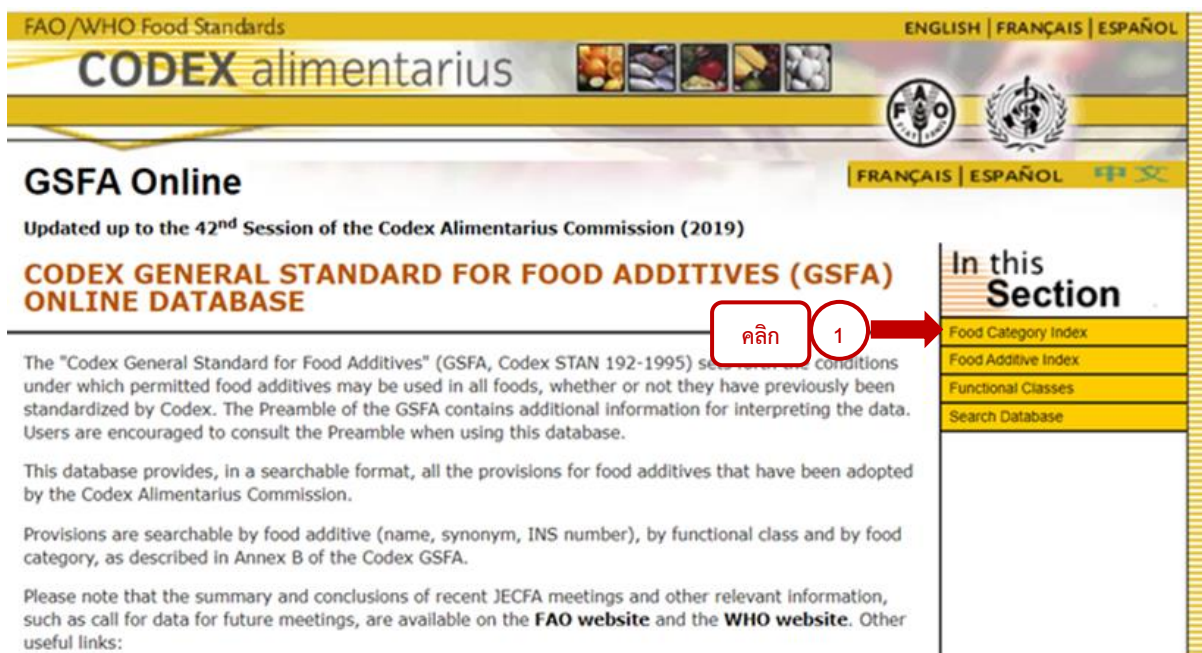 FAO/WHO Food Standards
ENGLISH | FRANÇAIS | ESPAÑOL
CODEX alimentarius
F A O
FIAT PANIS
GSFA Online
FRANÇAIS | ESPAÑOL 中文
Updated up to the 42nd Session of the Codex Alimentarius Commission (2019)
CODEX GENERAL STANDARD FOR FOOD ADDITIVES (GSFA)
ONLINE DATABASE
In this
Section
คลิก 1
Food Category Index
Food Additive Index
Functional Classes
Search Database
The "Codex General Standard for Food Additives" (GSFA, Codex STAN 192-1995) sets forth the conditions
under which permitted food additives may be used in all foods, whether or not they have previously been
standardized by Codex. The Preamble of the GSFA contains additional information for interpreting the data.
Users are encouraged to consult the Preamble when using this database.
This database provides, in a searchable format, all the provisions for food additives that have been adopted
by the Codex Alimentarius Commission.
Provisions are searchable by food additive (name, synonym, INS number), by functional class and by food
category, as described in Annex B of the Codex GSFA.
Please note that the summary and conclusions of recent JECFA meetings and other relevant information,
such as call for data for future meetings, are available on the FAO website and the WHO website. Other
useful links: